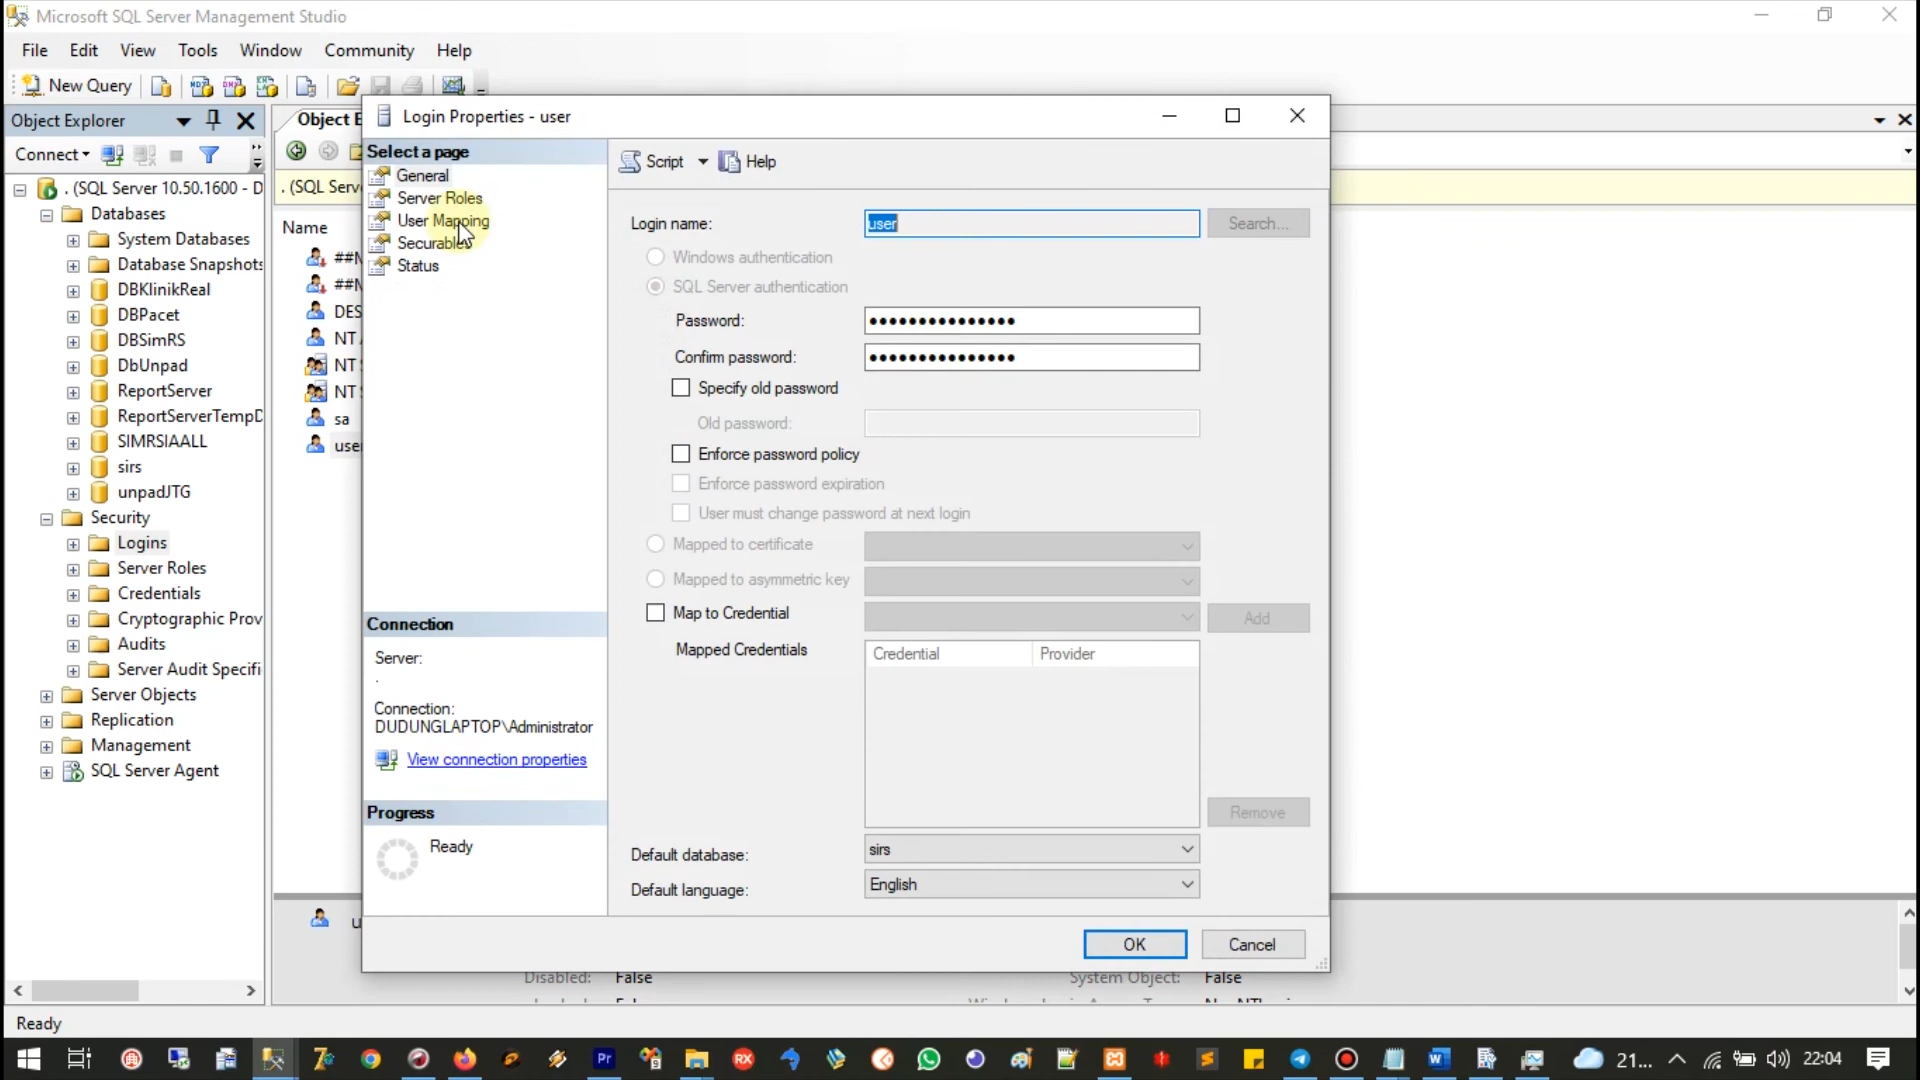 Microsoft SQL Server Management Studio
File Edit View Tools Window Community Help
New Query
Object Explorer
Connect
. (SQL Server 10.50.1600 - D
Databases
System Databases
Database Snapshots
DBKlinikReal
DBPacet
DBSimRS
DbUnpad
ReportServer
ReportServerTempD
SIMRSIAALL
sirs
unpadJTG
Security
Logins
Server Roles
Credentials
Cryptographic Prov
Audits
Server Audit Specifi
Server Objects
Replication
Management
SQL Server Agent
Object E
. (SQL Serv
Name
##M
##M
DES
NT
NT S
NT S
sa
use
Login Properties - user
Select a page
General
Server Roles
User Mapping
Securables
Status
Connection
Server:
.
Connection:
DUDUNGLAPTOP\Administrator
View connection properties
Progress
Ready
Script Help
Login name: user Search...
Windows authentication
SQL Server authentication
Password: ●●●●●●●●●●●●●●●
Confirm password: ●●●●●●●●●●●●●●●
Specify old password
Old password:
Enforce password policy
Enforce password expiration
User must change password at next login
Mapped to certificate
Mapped to asymmetric key
Map to Credential Add
Mapped Credentials Credential Provider
Remove
Default database: sirs
Default language: English
OK Cancel
Disabled: False System Object: False
Ready
21... 22:04